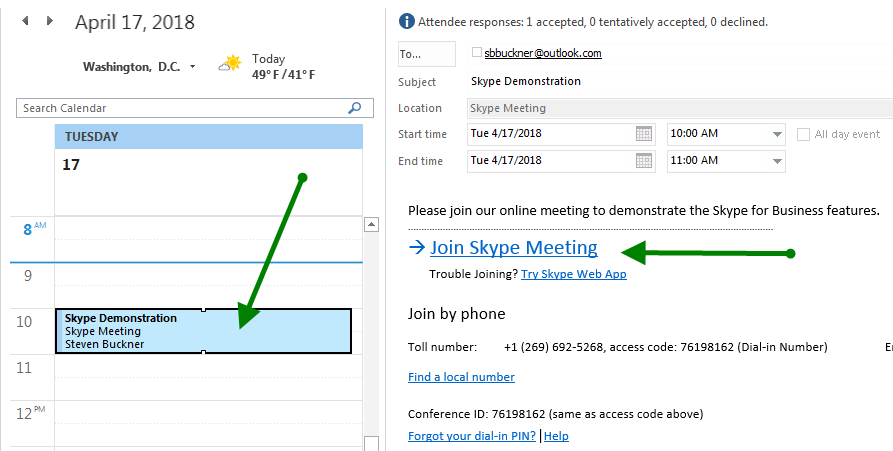 April 17, 2018
Washington, D.C.
Today
49°F/41°F
Search Calendar
TUESDAY
17
8 AM
9
10
Skype Demonstration
Skype Meeting
Steven Buckner
11
12 PM
Attendee responses: 1 accepted, 0 tentatively accepted, 0 declined.
To...
sbbuckner@outlook.com
Subject
Skype Demonstration
Location
Skype Meeting
Start time
Tue 4/17/2018
10:00 AM
All day event
End time
Tue 4/17/2018
11:00 AM
Please join our online meeting to demonstrate the Skype for Business features.
→ Join Skype Meeting
Trouble Joining? Try Skype Web App
Join by phone
Toll number: +1 (269) 692-5268, access code: 76198162 (Dial-in Number)
Find a local number
Conference ID: 76198162 (same as access code above)
Forgot your dial-in PIN? | Help